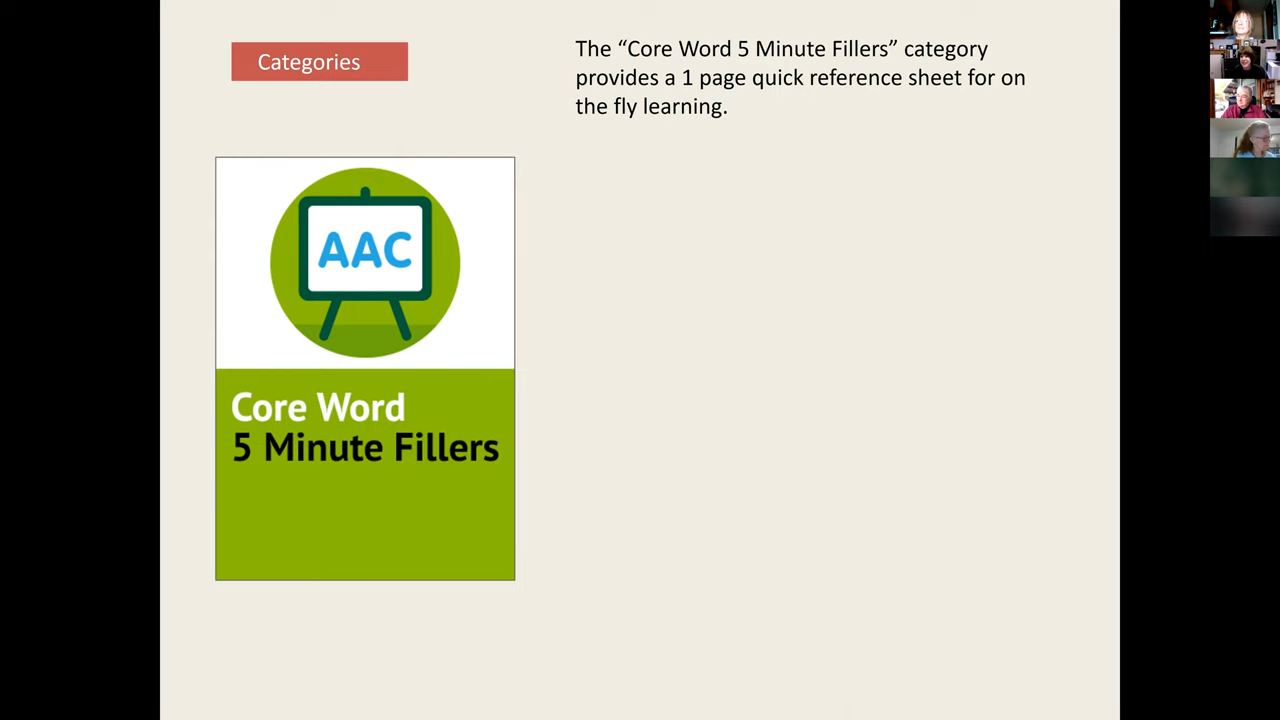 Categories
The “Core Word 5 Minute Fillers” category
provides a 1 page quick reference sheet for on
the fly learning.
AAC
Core Word
5 Minute Fillers